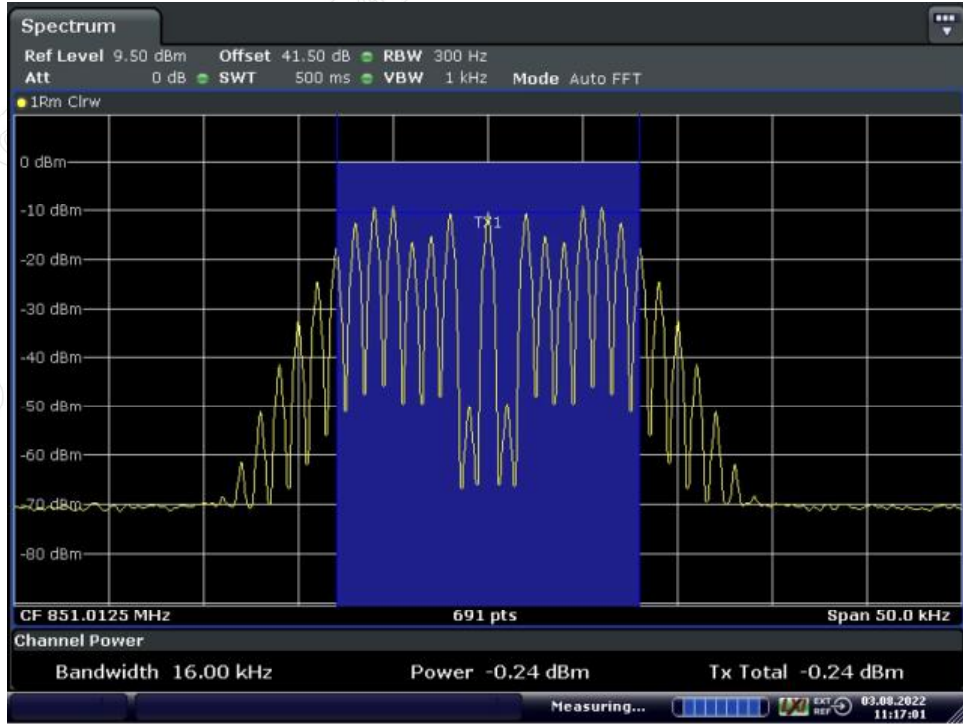 Spectrum
Ref Level 9.50 dBm Offset 41.50 dB RBW 300 Hz
Att 0 dB SWT 500 ms VBW 1 kHz Mode Auto FFT
1Rm Clrw
0 dBm
-10 dBm
TX1
-20 dBm
-30 dBm
-40 dBm
-50 dBm
-60 dBm
-70 dBm
-80 dBm
CF 851.0125 MHz 691 pts Span 50.0 kHz
Channel Power
Bandwidth 16.00 kHz Power -0.24 dBm Tx Total -0.24 dBm
Measuring... LXI EXT REF 03.08.2022
11:17:01